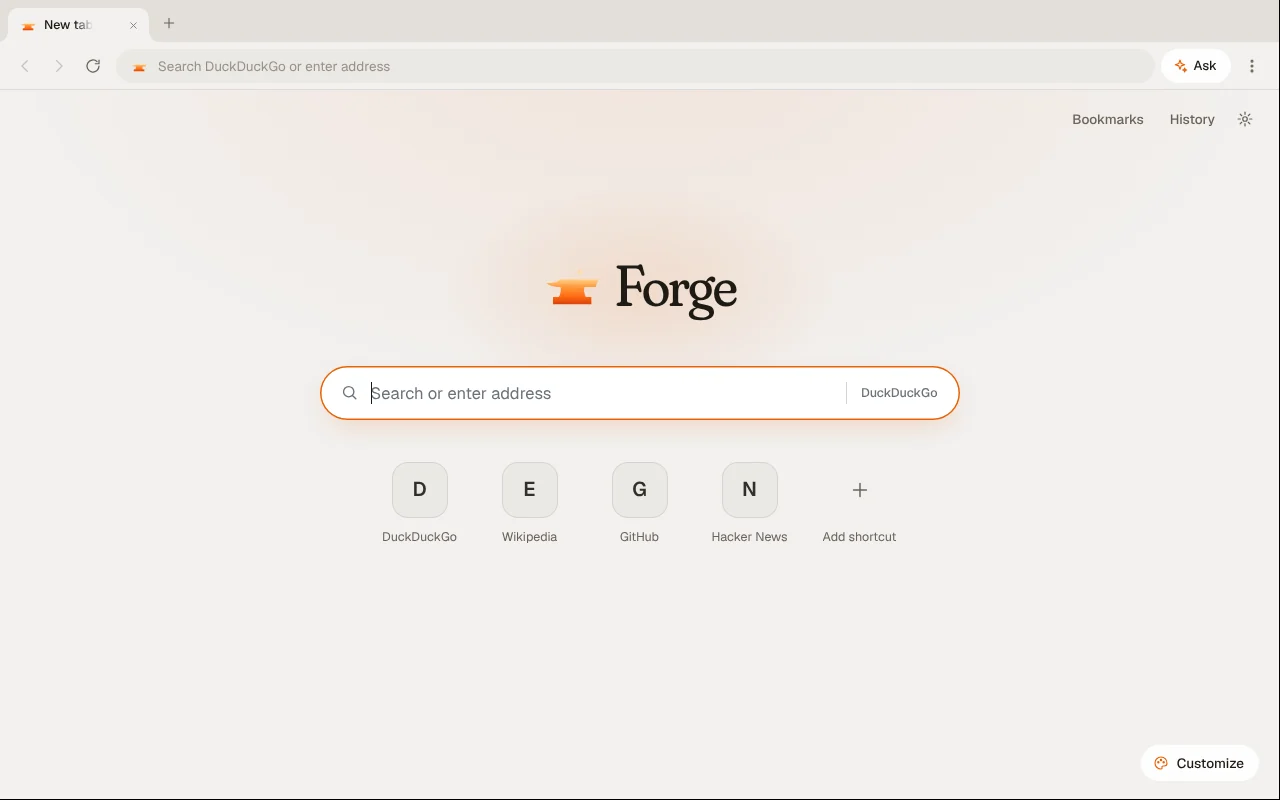 New tab
Search DuckDuckGo or enter address
Ask
Bookmarks
History
Forge
Search or enter address
DuckDuckGo
D
E
G
N
DuckDuckGo
Wikipedia
GitHub
Hacker News
Add shortcut
Customize